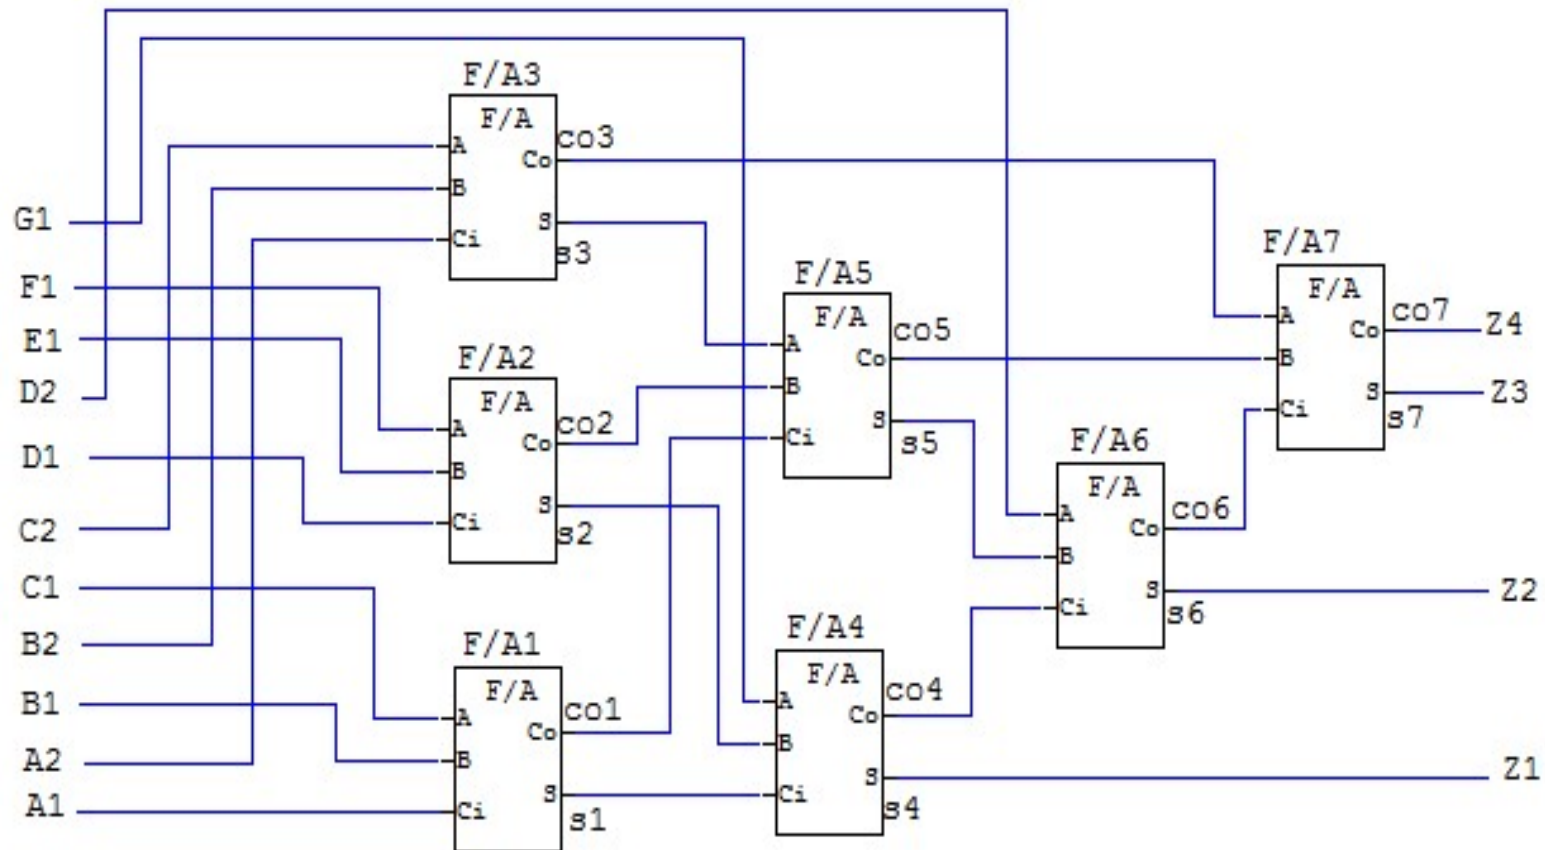 G1
F1
E1
D2
D1
C2
C1
B2
B1
A2
A1
F/A3
F/A
A
B
Ci
Co
S
co3
s3
F/A2
F/A
A
B
Ci
Co
S
co2
s2
F/A1
F/A
A
B
Ci
Co
S
co1
s1
F/A5
F/A
A
B
Ci
Co
S
co5
s5
F/A4
F/A
A
B
Ci
Co
S
co4
s4
F/A6
F/A
A
B
Ci
Co
S
co6
s6
F/A7
F/A
A
B
Ci
Co
S
co7
s7
Z4
Z3
Z2
Z1